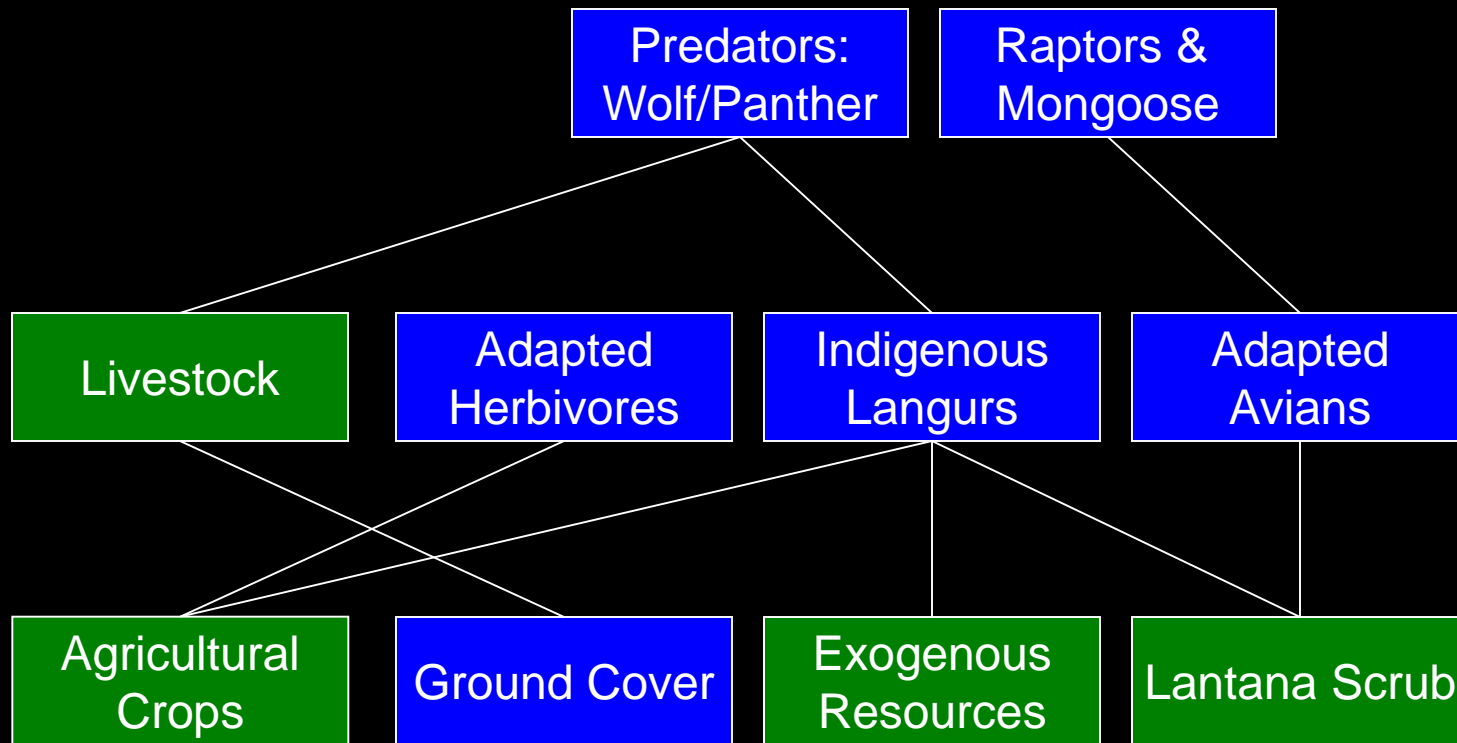 Predators:
Wolf/Panther
Raptors &
Mongoose
Livestock
Adapted
Herbivores
Indigenous
Langurs
Adapted
Avians
Agricultural
Crops
Ground Cover
Exogenous
Resources
Lantana Scrub